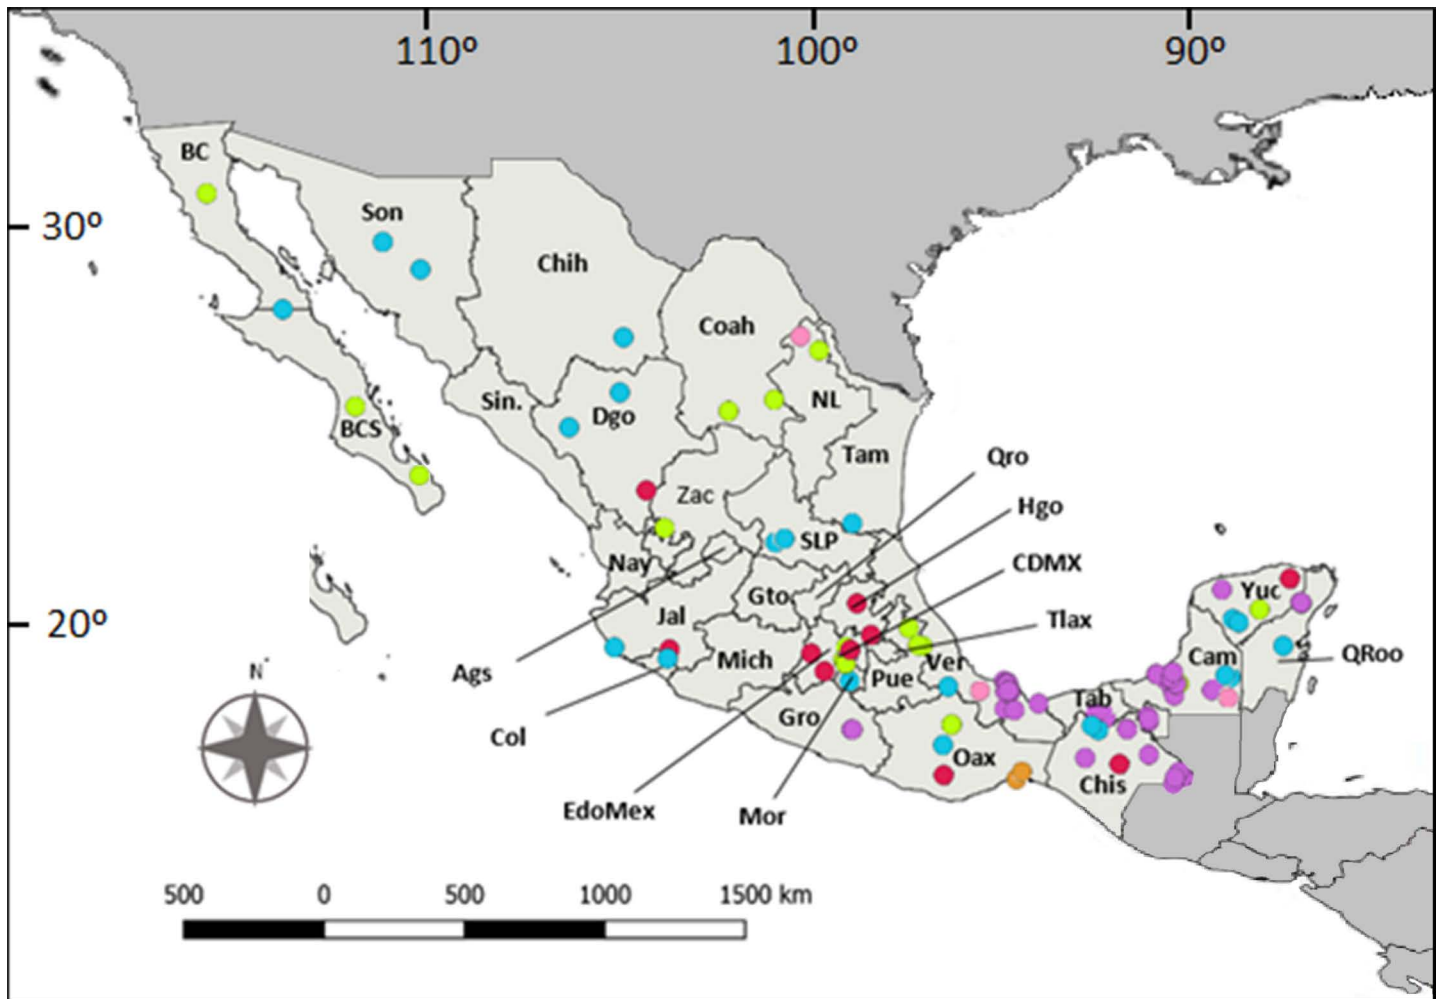 110º 100º 90º
BC
Son
30º
Chih
Coah
BCS
Sin.
Dgo
NL
Tam
Qro
Zac
Hgo
SLP
Nay
CDMX
Gto
Yuc
20º
Jal
Tlax
Ags
Mich
Ver
Cam
QRoo
Pue
N
Tab
Gro
Col
Oax
Chis
EdoMex
Mor
500 0 500 1000 1500 km